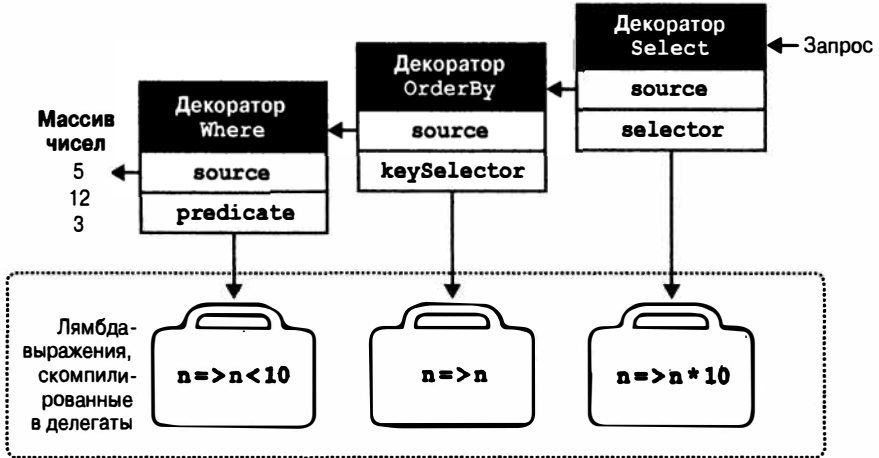 Декоратор
Select
Запрос
source
selector
Декоратор
OrderBy
source
keySelector
Декоратор
Where
source
predicate
Массив
чисел
5
12
3
Лямбда-
выражения,
скомпили-
рованные
в делегаты
n=>n<10
n=>n
n=>n*10